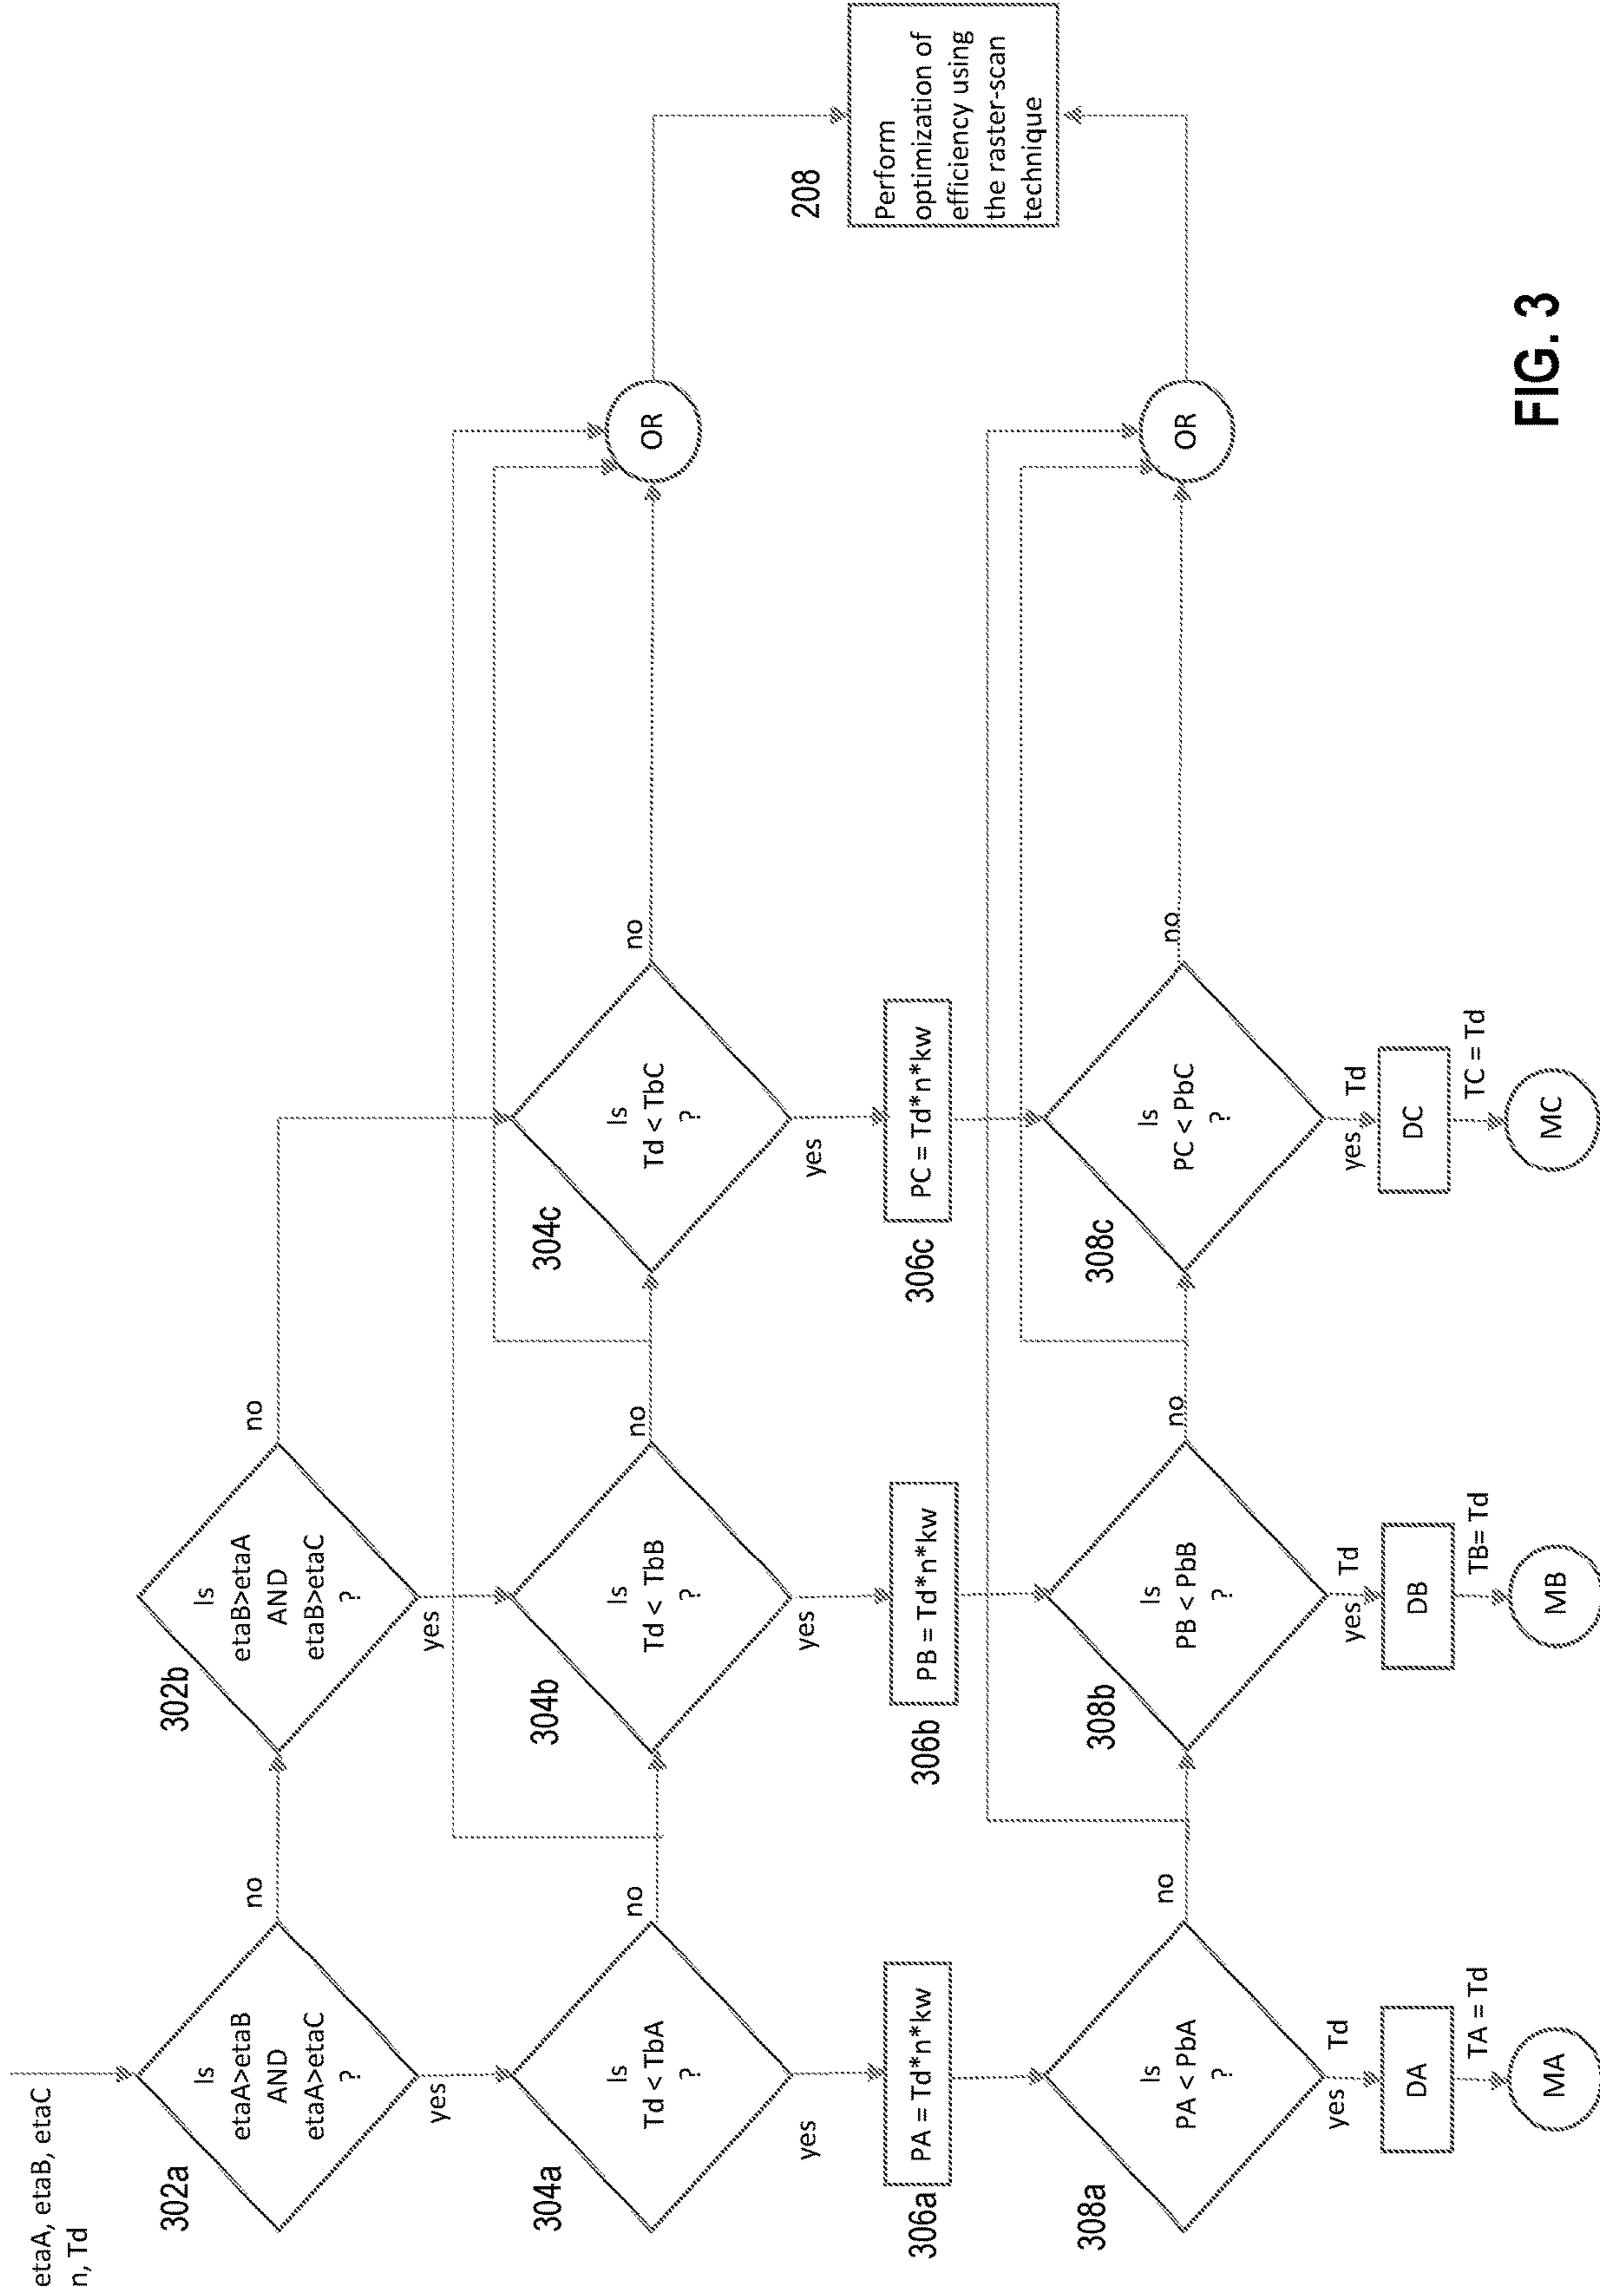 etaA, etaB, etaC
n, Td
302a
Is
etaA>etaB
AND
etaA>etaC
?
no
yes
302b
Is
etaB>etaA
AND
etaB>etaC
?
no
yes
304a
Is
Td < TbA
?
no
yes
304b
Is
Td < TbB
?
no
yes
304c
Is
Td < TbC
?
no
yes
OR
306a
PA = Td*n*kw
306b
PB = Td*n*kw
306c
PC = Td*n*kw
208
Perform
optimization of
efficiency using
the raster-scan
technique
308a
Is
PA < PbA
?
no
yes
Td
308b
Is
PB < PbB
?
no
yes
Td
308c
Is
PC < PbC
?
no
yes
Td
OR
DA
TA = Td
MA
DB
TB= Td
MB
DC
TC = Td
MC
FIG. 3